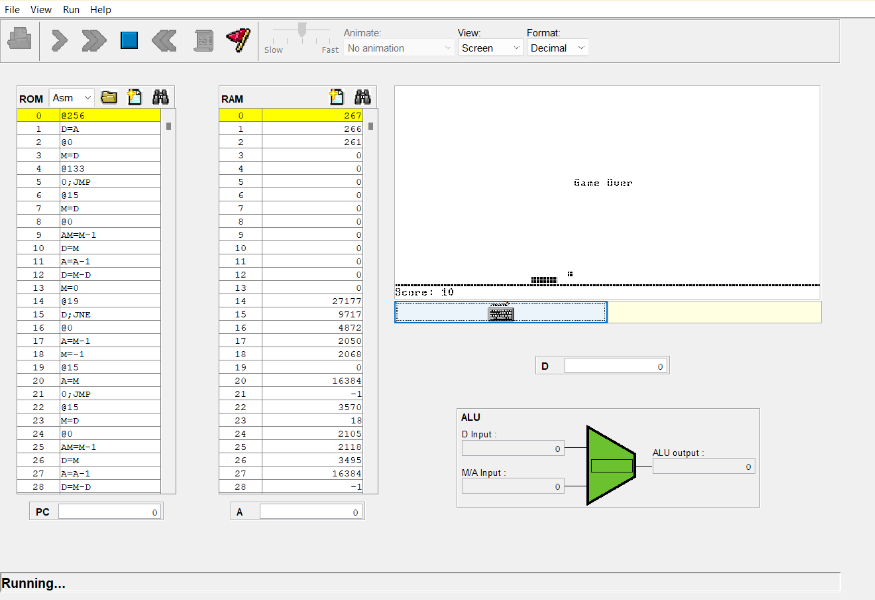 File View Run Help
Slow Fast
Animate:
No animation
View:
Screen
Format:
Decimal
ROM Asm
0 @256
1 D=A
2 @0
3 M=D
4 @133
5 0;JMP
6 @15
7 M=D
8 @0
9 AM=M-1
10 D=M
11 A=A-1
12 D=M-D
13 M=0
14 @19
15 D;JNE
16 @0
17 A=M-1
18 M=-1
19 @15
20 A=M
21 0;JMP
22 @15
23 M=D
24 @0
25 AM=M-1
26 D=M
27 A=A-1
28 D=M-D
PC 0
RAM
0 267
1 266
2 261
3 0
4 0
5 0
6 0
7 0
8 0
9 0
10 0
11 0
12 0
13 0
14 27177
15 9717
16 4872
17 2050
18 2068
19 0
20 16384
21 -1
22 3570
23 18
24 2105
25 2118
26 3495
27 16384
28 -1
A 0
Game Over
Score: 10
D 0
ALU
D Input :
0
M/A Input :
0
ALU output :
0
Running...